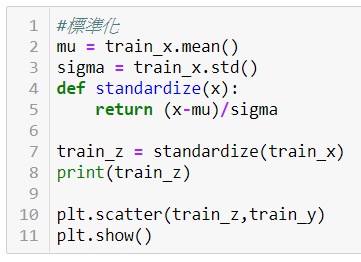 1 #標準化
2 mu = train_x.mean()
3 sigma = train_x.std()
4 def standardize(x):
5     return (x-mu)/sigma
6
7 train_z = standardize(train_x)
8 print(train_z)
9
10 plt.scatter(train_z,train_y)
11 plt.show()